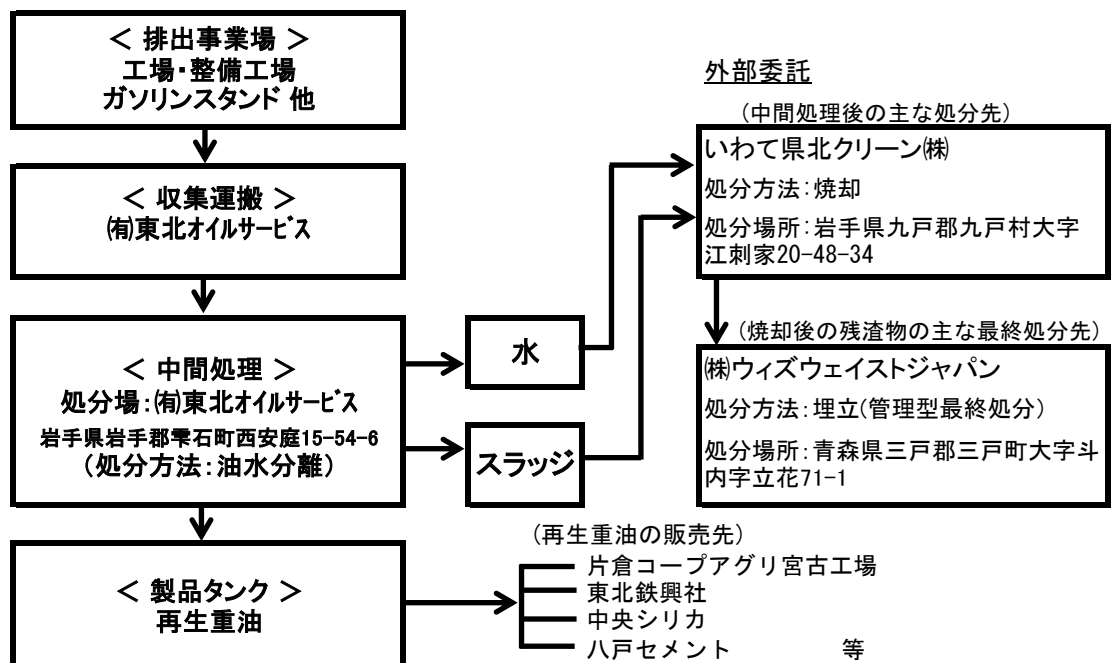 ＜ 排出事業場 ＞
工場・整備工場
ガソリンスタンド 他
＜ 収集運搬 ＞
㈲東北オイルサービス
＜ 中間処理 ＞
処分場：㈲東北オイルサービス
岩手県岩手郡雫石町西安庭15-54-6
（処分方法：油水分離）
水
スラッジ
＜ 製品タンク ＞
再生重油
外部委託
(中間処理後の主な処分先)
いわて県北クリーン㈱
処分方法：焼却
処分場所：岩手県九戸郡九戸村大字
江刺家20-48-34
(焼却後の残渣物の主な最終処分先)
㈱ウィズウェイストジャパン
処分方法：埋立(管理型最終処分）
処分場所：青森県三戸郡三戸町大字斗
内字立花71-1
(再生重油の販売先)
片倉コープアグリ宮古工場
東北鉄興社
中央シリカ
八戸セメント 等